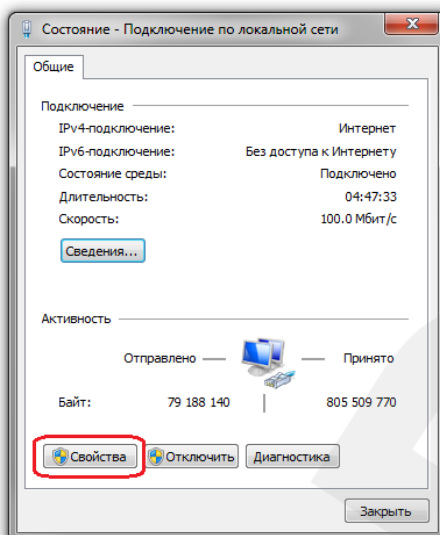 Состояние - Подключение по локальной сети
Общие
Подключение
IPv4-подключение: Интернет
IPv6-подключение: Без доступа к Интернету
Состояние среды: Подключено
Длительность: 04:47:33
Скорость: 100.0 Мбит/с
Сведения...
Активность
Отправлено — — Принято
Байт: 79 188 140 | 805 509 770
Свойства Отключить Диагностика
Закрыть